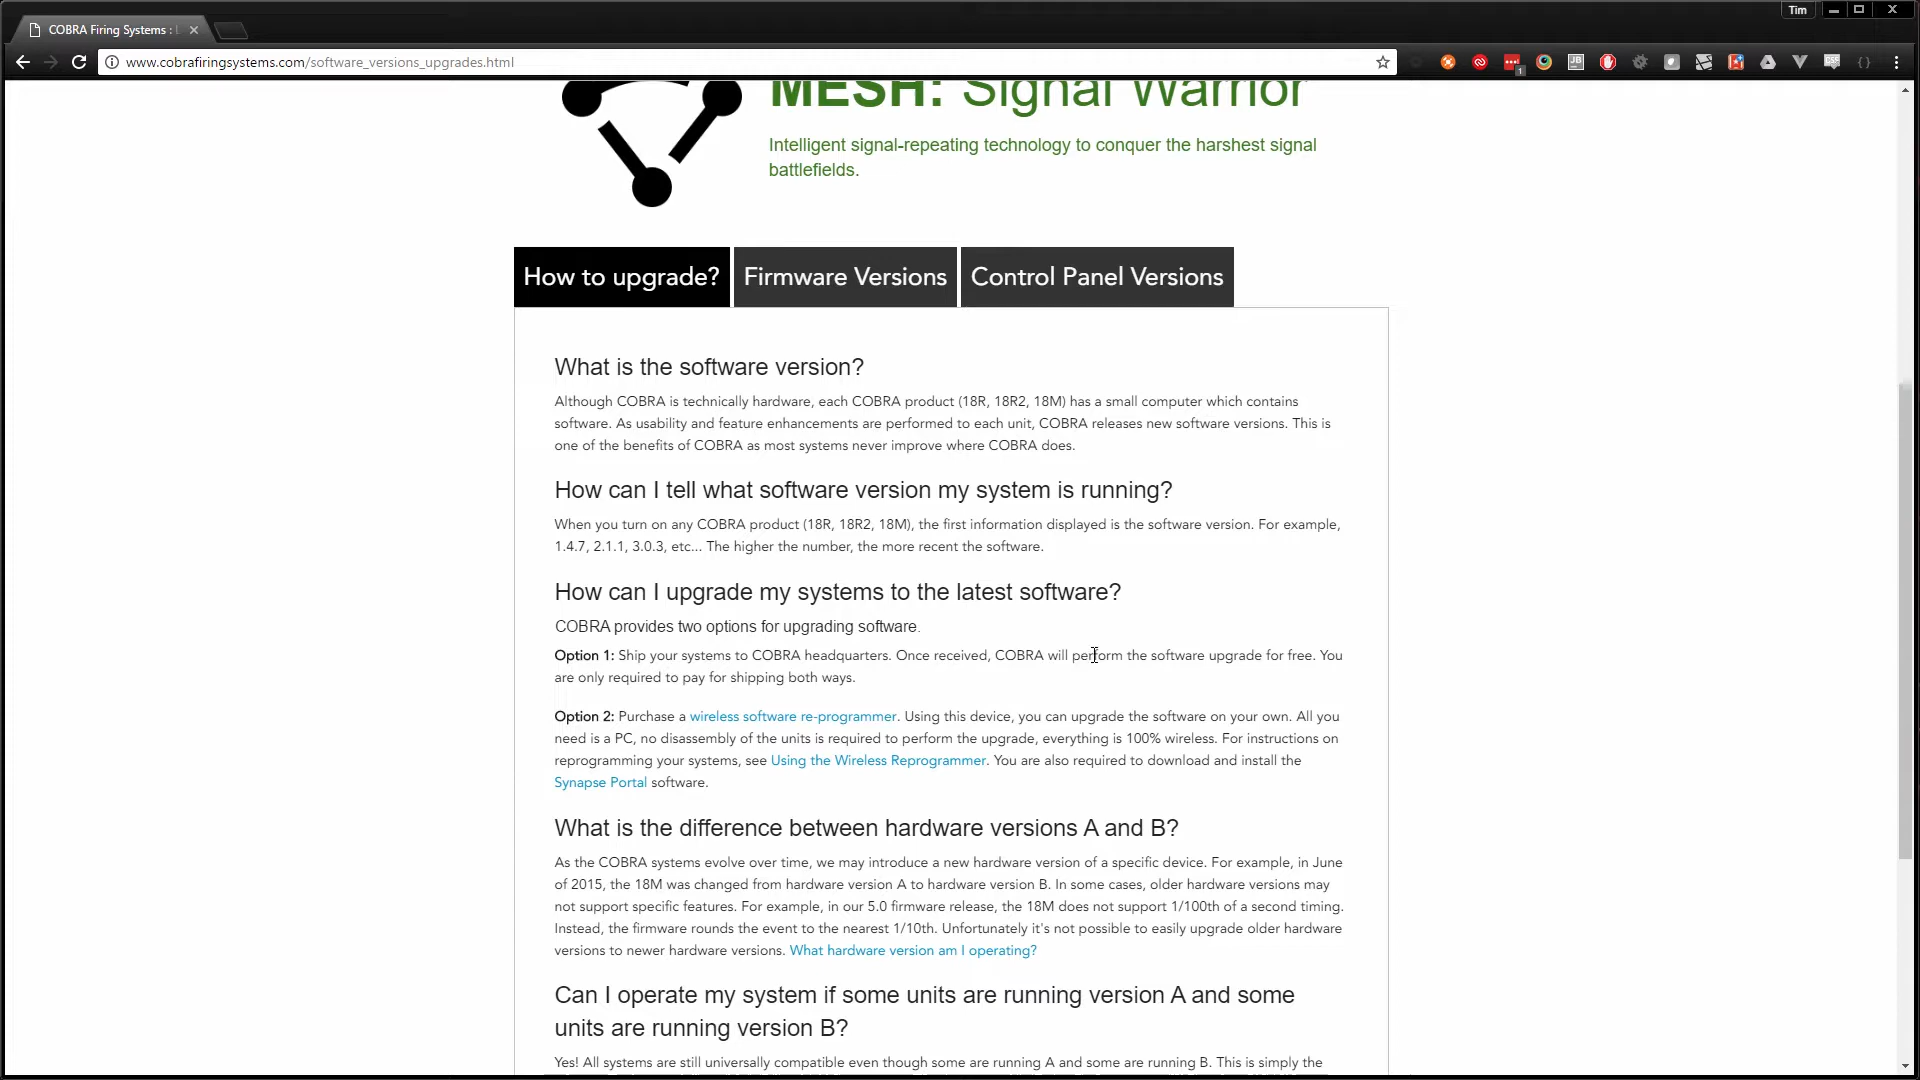 Tim
COBRA Firing Systems :
www.cobrafiringsystems.com/software_versions_upgrades.html
MESH: Signal Warrior
Intelligent signal-repeating technology to conquer the harshest signal
battlefields.
How to upgrade? Firmware Versions Control Panel Versions
What is the software version?
Although COBRA is technically hardware, each COBRA product (18R, 18R2, 18M) has a small computer which contains
software. As usability and feature enhancements are performed to each unit, COBRA releases new software versions. This is
one of the benefits of COBRA as most systems never improve where COBRA does.
How can I tell what software version my system is running?
When you turn on any COBRA product (18R, 18R2, 18M), the first information displayed is the software version. For example,
1.4.7, 2.1.1, 3.0.3, etc... The higher the number, the more recent the software.
How can I upgrade my systems to the latest software?
COBRA provides two options for upgrading software.
Option 1: Ship your systems to COBRA headquarters. Once received, COBRA will perform the software upgrade for free. You
are only required to pay for shipping both ways.
Option 2: Purchase a wireless software re-programmer. Using this device, you can upgrade the software on your own. All you
need is a PC, no disassembly of the units is required to perform the upgrade, everything is 100% wireless. For instructions on
reprogramming your systems, see Using the Wireless Reprogrammer. You are also required to download and install the
Synapse Portal software.
What is the difference between hardware versions A and B?
As the COBRA systems evolve over time, we may introduce a new hardware version of a specific device. For example, in June
of 2015, the 18M was changed from hardware version A to hardware version B. In some cases, older hardware versions may
not support specific features. For example, in our 5.0 firmware release, the 18M does not support 1/100th of a second timing.
Instead, the firmware rounds the event to the nearest 1/10th. Unfortunately it's not possible to easily upgrade older hardware
versions to newer hardware versions. What hardware version am I operating?
Can I operate my system if some units are running version A and some
units are running version B?
Yes! All systems are still universally compatible even though some are running A and some are running B. This is simply the